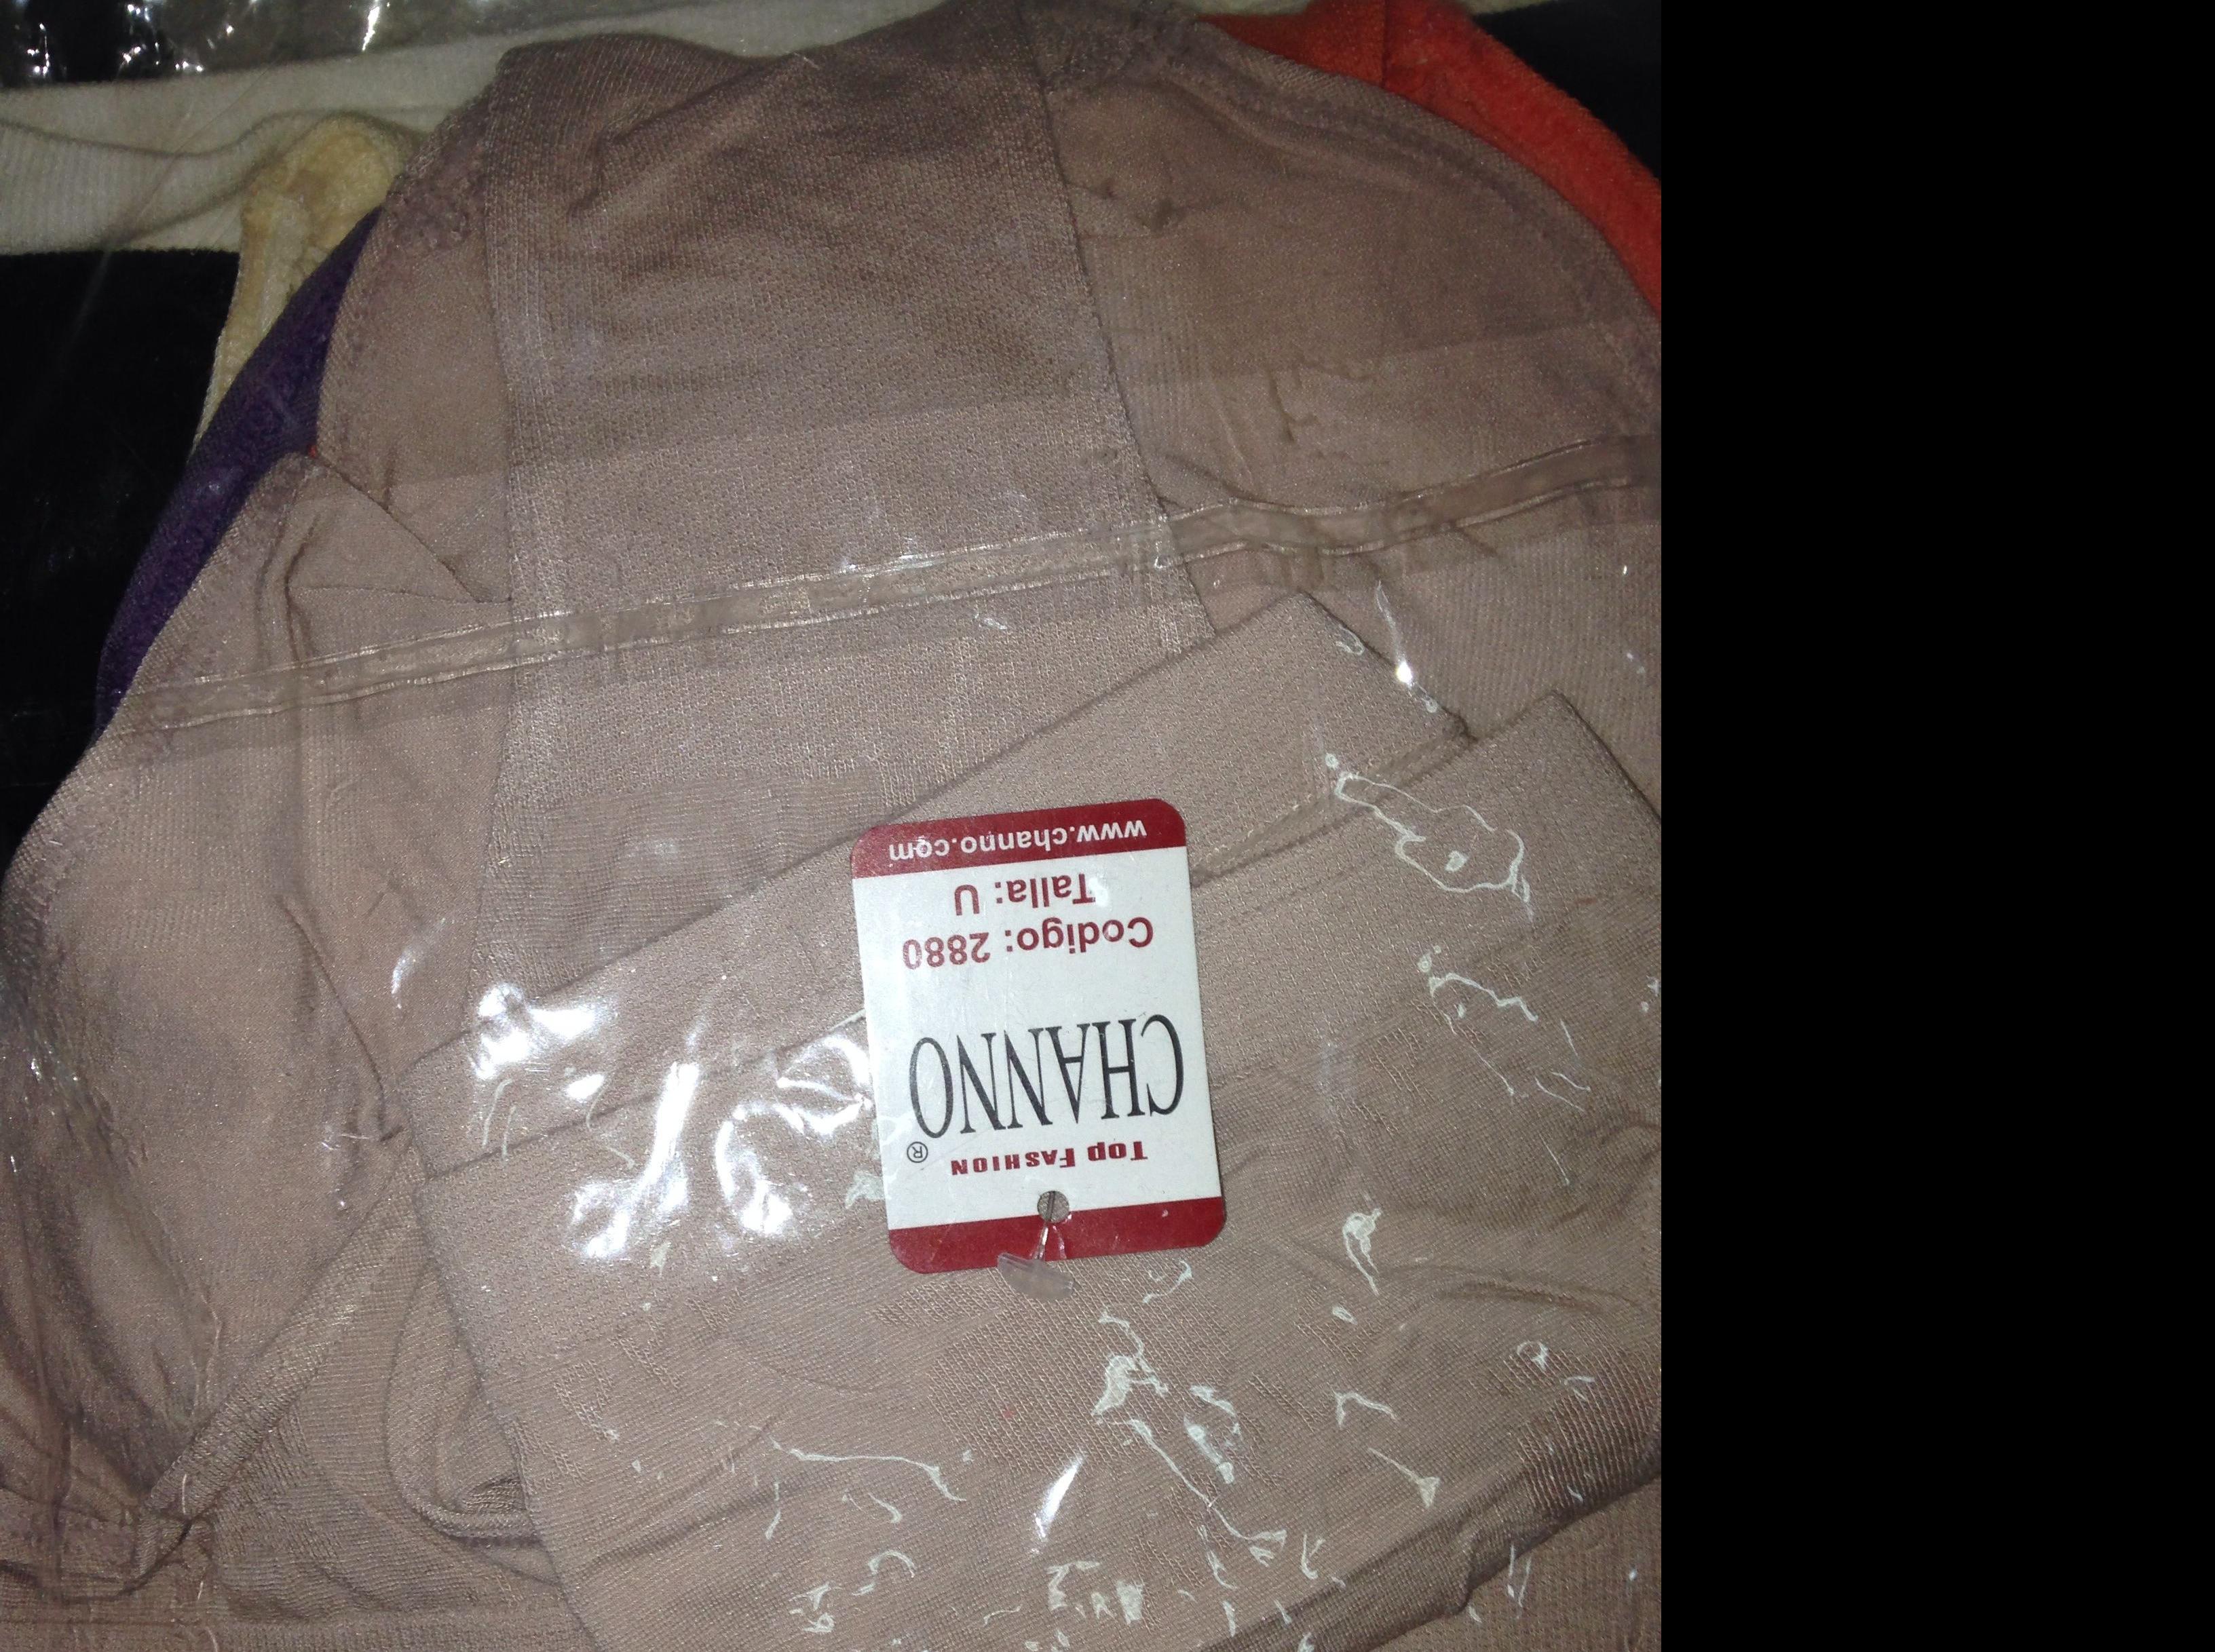 Top Fashion
CHANNO®
Codigo: 2880
Talla: U
www.channo.com